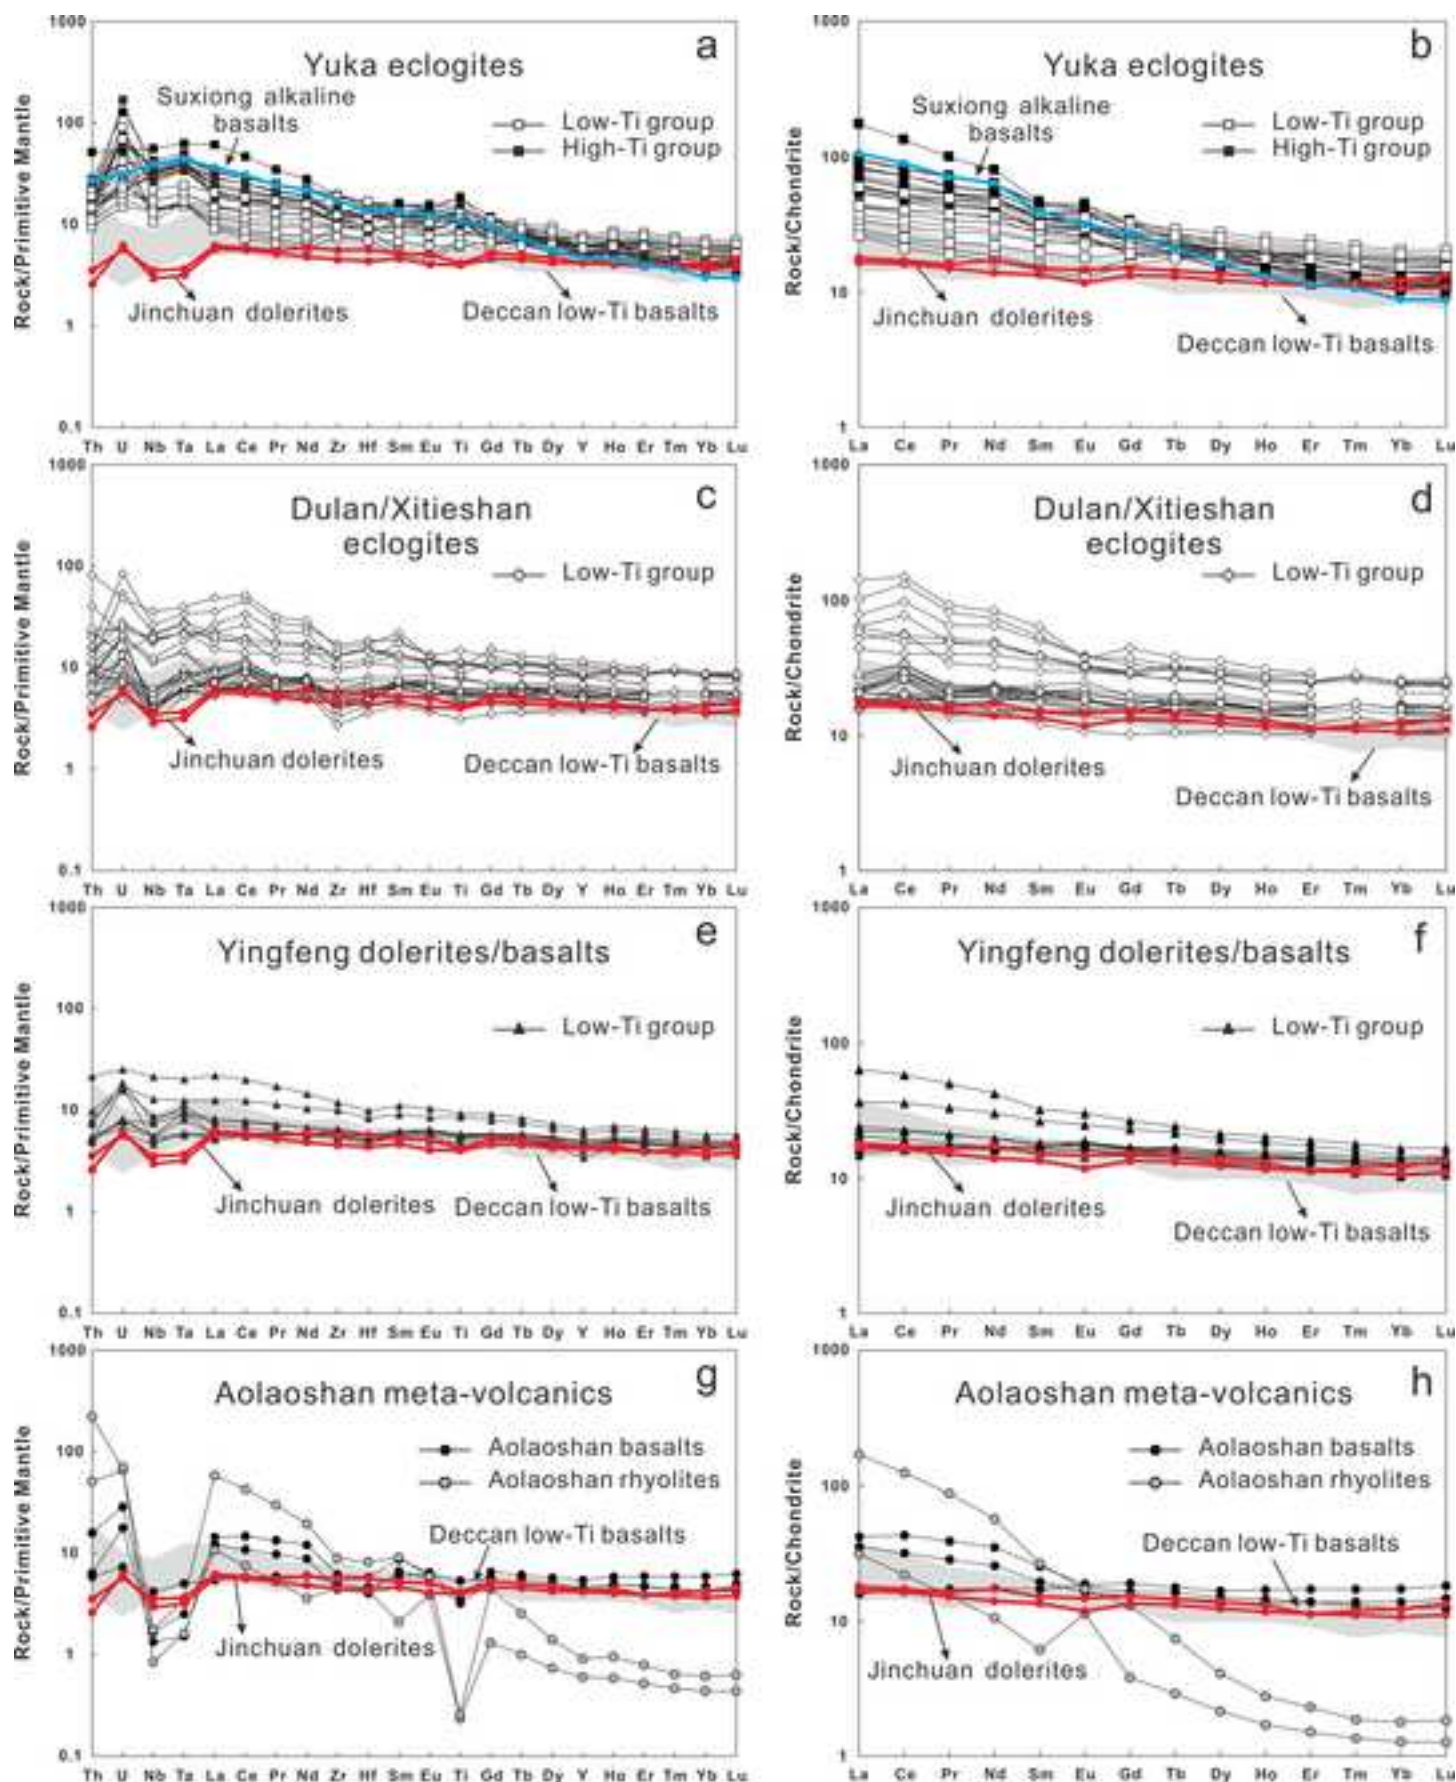 a
Yuka eclogites
Suxiong alkaline
basalts
Low-Ti group
High-Ti group
Jinchuan dolerites
Deccan low-Ti basalts
Rock/Primitive Mantle
1000
100
10
1
0.1
Th U Nb Ta La Ce Pr Nd Zr Hf Sm Eu Ti Gd Tb Dy Y Ho Er Tm Yb Lu
b
Yuka eclogites
Suxiong alkaline
basalts
Low-Ti group
High-Ti group
Jinchuan dolerites
Deccan low-Ti basalts
Rock/Chondrite
1000
100
10
1
La Ce Pr Nd Sm Eu Gd Tb Dy Ho Er Tm Yb Lu
c
Dulan/Xitieshan
eclogites
Low-Ti group
Jinchuan dolerites
Deccan low-Ti basalts
Rock/Primitive Mantle
1000
100
10
1
0.1
Th U Nb Ta La Ce Pr Nd Zr Hf Sm Eu Ti Gd Tb Dy Y Ho Er Tm Yb Lu
d
Dulan/Xitieshan
eclogites
Low-Ti group
Jinchuan dolerites
Deccan low-Ti basalts
Rock/Chondrite
1000
100
10
1
La Ce Pr Nd Sm Eu Gd Tb Dy Ho Er Tm Yb Lu
e
Yingfeng dolerites/basalts
Low-Ti group
Jinchuan dolerites
Deccan low-Ti basalts
Rock/Primitive Mantle
1000
100
10
1
0.1
Th U Nb Ta La Ce Pr Nd Zr Hf Sm Eu Ti Gd Tb Dy Y Ho Er Tm Yb Lu
f
Yingfeng dolerites/basalts
Low-Ti group
Jinchuan dolerites
Deccan low-Ti basalts
Rock/Chondrite
1000
100
10
1
La Ce Pr Nd Sm Eu Gd Tb Dy Ho Er Tm Yb Lu
g
Aolaoshan meta-volcanics
Aolaoshan basalts
Aolaoshan rhyolites
Deccan low-Ti basalts
Jinchuan dolerites
Rock/Primitive Mantle
1000
100
10
1
0.1
Th U Nb Ta La Ce Pr Nd Zr Hf Sm Eu Ti Gd Tb Dy Y Ho Er Tm Yb Lu
h
Aolaoshan meta-volcanics
Aolaoshan basalts
Aolaoshan rhyolites
Deccan low-Ti basalts
Jinchuan dolerites
Rock/Chondrite
1000
100
10
1
La Ce Pr Nd Sm Eu Gd Tb Dy Ho Er Tm Yb Lu